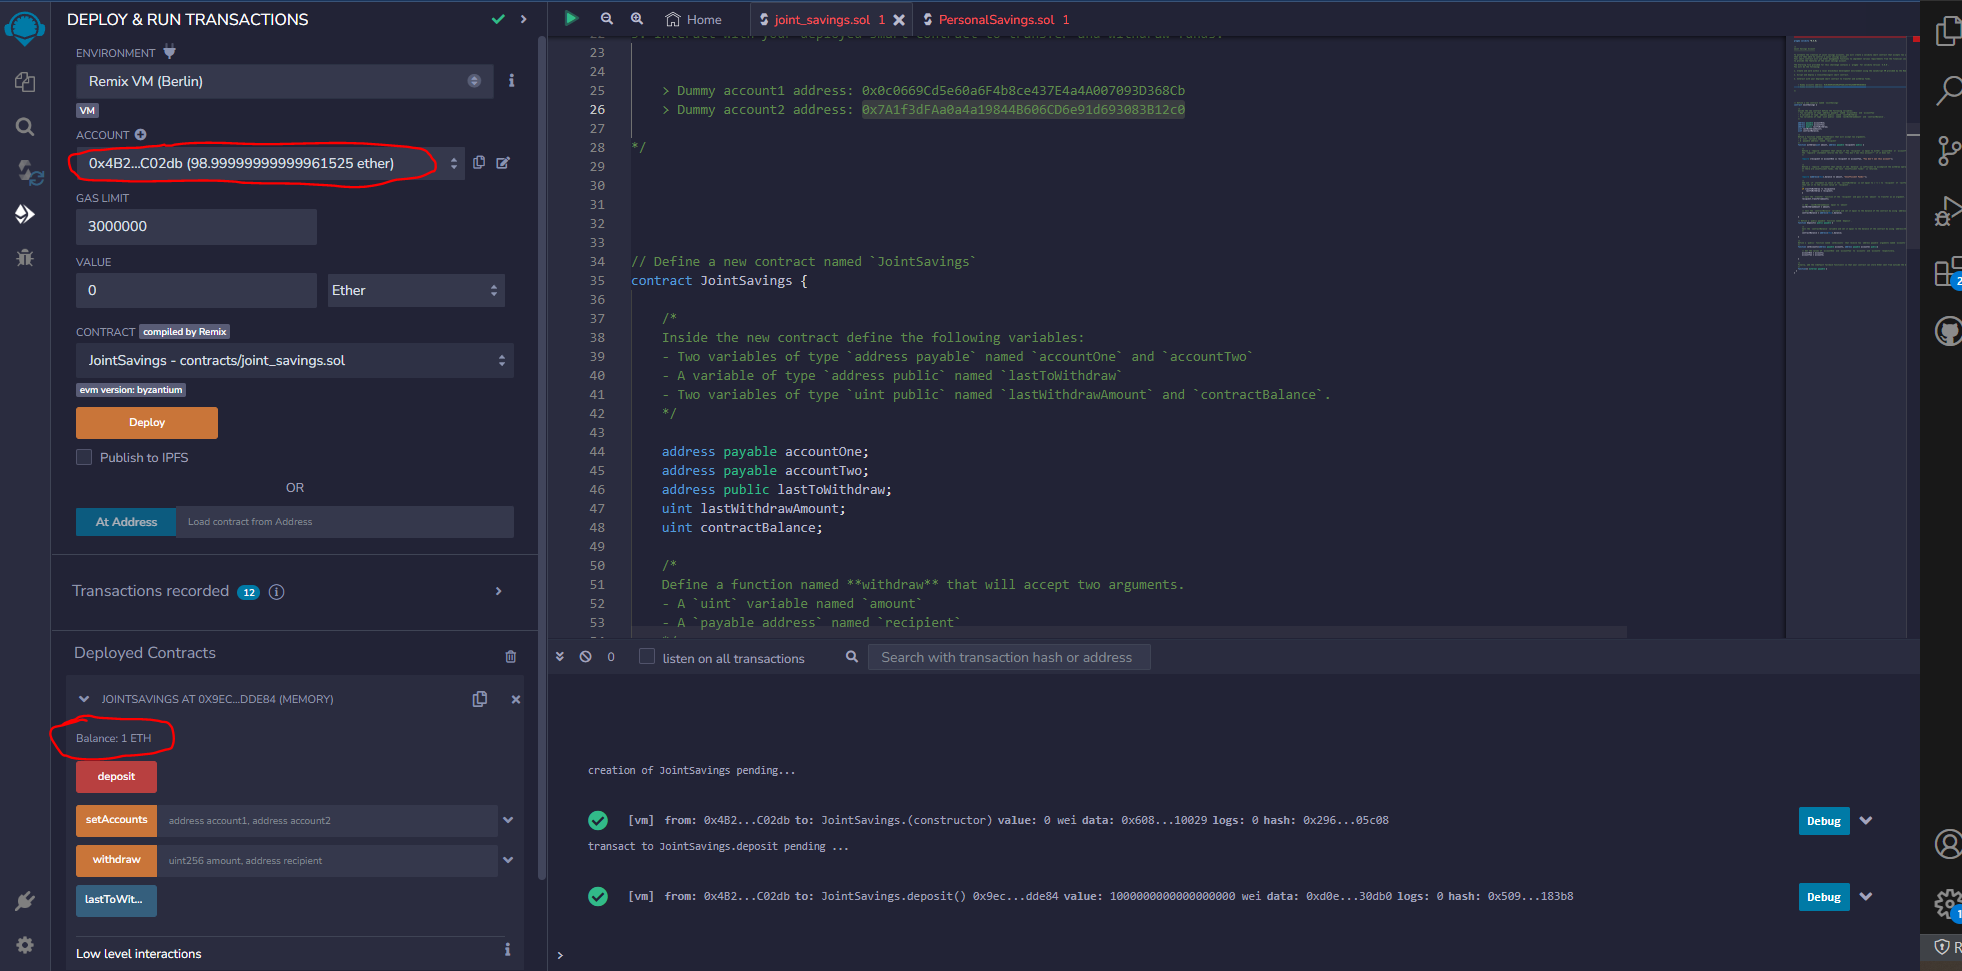 DEPLOY & RUN TRANSACTIONS
ENVIRONMENT
Remix VM (Berlin)
VM
ACCOUNT
0x4B2...C02db (98.99999999999961525 ether)
GAS LIMIT
3000000
VALUE
0
Ether
CONTRACT compiled by Remix
JointSavings - contracts/joint_savings.sol
evm version: byzantium
Deploy
Publish to IPFS
OR
At Address
Load contract from Address
Transactions recorded 12
Deployed Contracts
JOINTSAVINGS AT 0X9EC...DDE84 (MEMORY)
Balance: 1 ETH
deposit
setAccounts address account1, address account2
withdraw uint256 amount, address recipient
lastToWit...
Low level interactions
Home
joint_savings.sol 1
PersonalSavings.sol 1
23
24
25 > Dummy account1 address: 0x0c0669Cd5e60a6F4b8ce437E4a4A007093D368Cb
26 > Dummy account2 address: 0x7A1f3dFAa0a4a19844B606CD6e91d693083B12c0
27
28 */
29
30
31
32
33
34 // Define a new contract named `JointSavings`
35 contract JointSavings {
36
37 /*
38 Inside the new contract define the following variables:
39 - Two variables of type `address payable` named `accountOne` and `accountTwo`
40 - A variable of type `address public` named `lastToWithdraw`
41 - Two variables of type `uint public` named `lastWithdrawAmount` and `contractBalance`.
42 */
43
44 address payable accountOne;
45 address payable accountTwo;
46 address public lastToWithdraw;
47 uint lastWithdrawAmount;
48 uint contractBalance;
49
50 /*
51 Define a function named **withdraw** that will accept two arguments.
52 - A `uint` variable named `amount`
53 - A `payable address` named `recipient`
0
listen on all transactions
Search with transaction hash or address
creation of JointSavings pending...
[vm] from: 0x4B2...C02db to: JointSavings.(constructor) value: 0 wei data: 0x608...10029 logs: 0 hash: 0x296...05c08
Debug
transact to JointSavings.deposit pending ...
[vm] from: 0x4B2...C02db to: JointSavings.deposit() 0x9ec...dde84 value: 1000000000000000000 wei data: 0xd0e...30db0 logs: 0 hash: 0x509...183b8
Debug
>